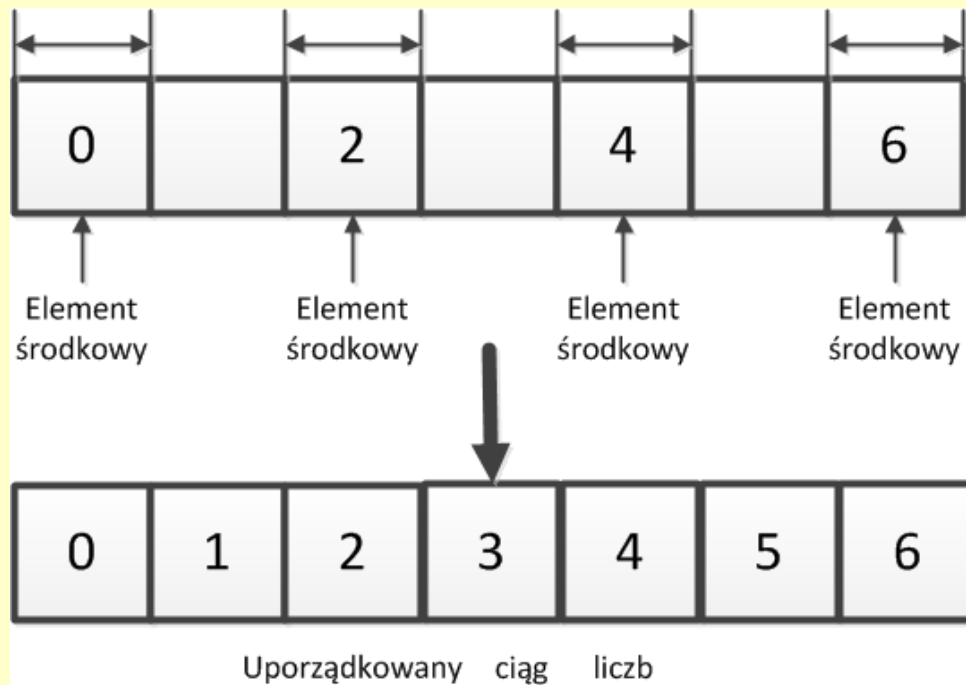 0 2 4 6
Element Element Element Element
środkowy środkowy środkowy środkowy
0 1 2 3 4 5 6
Uporządkowany ciąg liczb